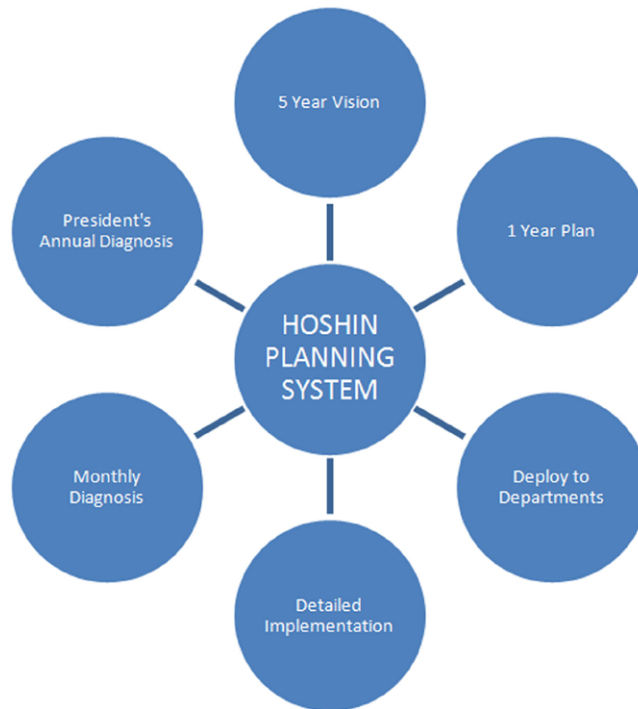 5 Year Vision
President's
Annual Diagnosis
1 Year Plan
HOSHIN
PLANNING
SYSTEM
Monthly
Diagnosis
Deploy to
Departments
Detailed
Implementation